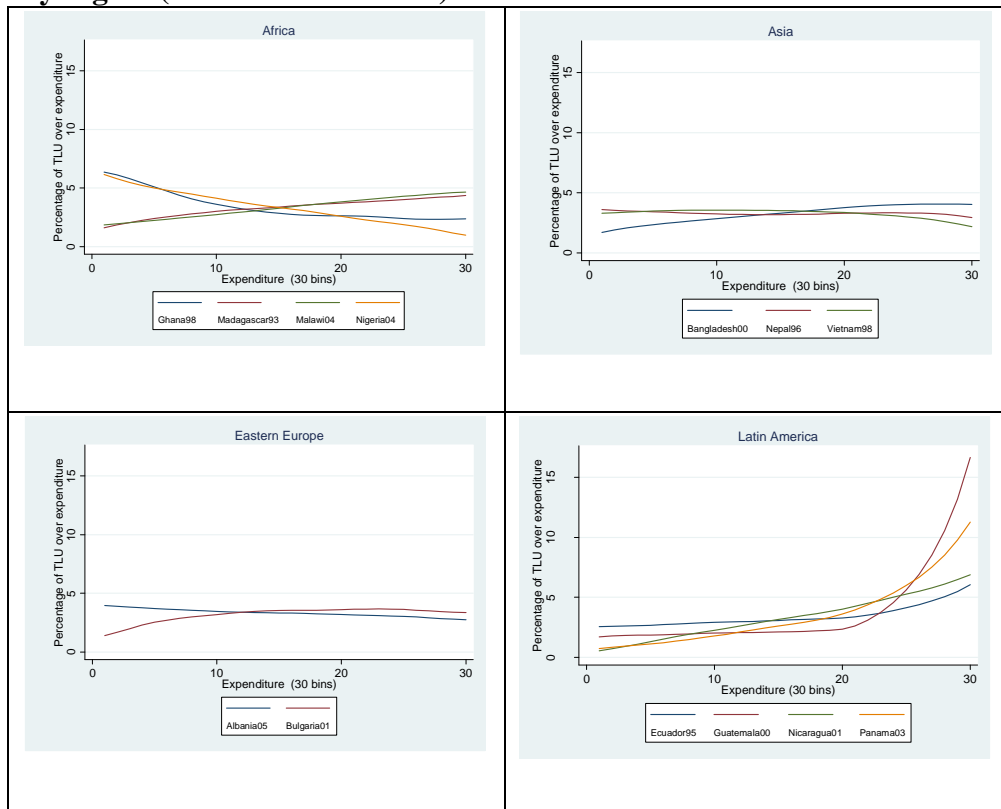 Africa
Percentage of TLU over expenditure
15
10
5
0
0 10 20 30
Expenditure (30 bins)
Ghana98 Madagascar93 Malawi04 Nigeria04
Asia
Percentage of TLU over expenditure
15
10
5
0
0 10 20 30
Expenditure (30 bins)
Bangladesh00 Nepal96 Vietnam98
Eastern Europe
Percentage of TLU over expenditure
15
10
5
0
0 10 20 30
Expenditure (30 bins)
Albania05 Bulgaria01
Latin America
Percentage of TLU over expenditure
15
10
5
0
0 10 20 30
Expenditure (30 bins)
Ecuador95 Guatemala00 Nicaragua01 Panama03